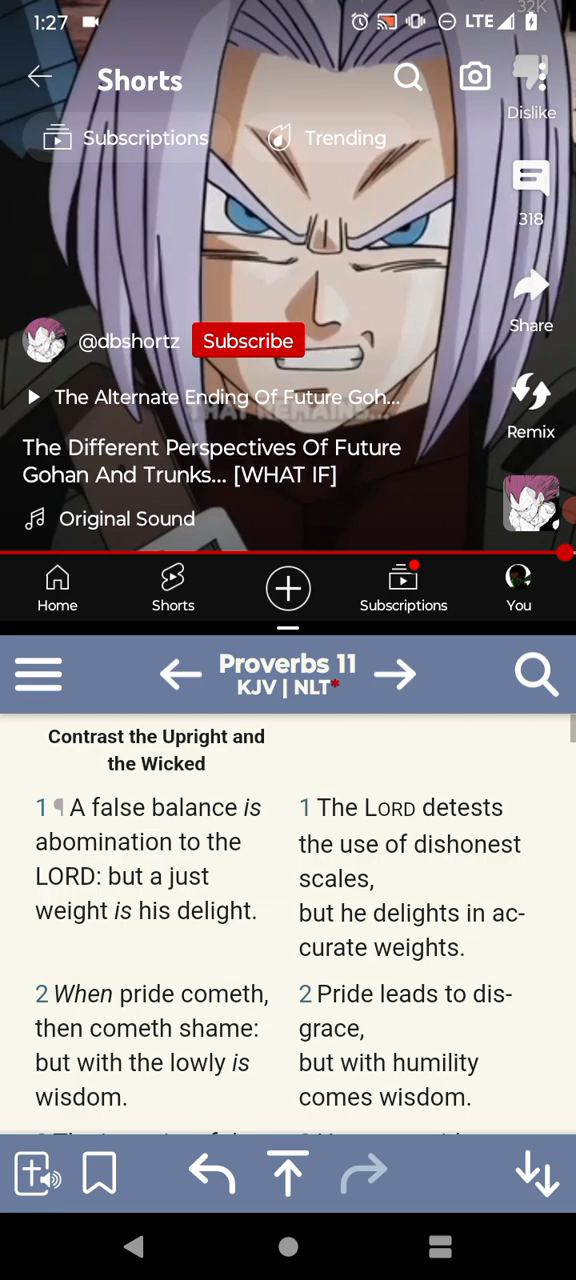 32K
1:27
LTE
Shorts
Dislike
Subscriptions
Trending
318
Share
@dbshortz
Subscribe
The Alternate Ending Of Future Goh...
THAT REMAINS...
Remix
The Different Perspectives Of Future
Gohan And Trunks... [WHAT IF]
Original Sound
Home
Shorts
Subscriptions
You
Proverbs 11
KJV | NLT*
Contrast the Upright and
the Wicked
1 ¶ A false balance is
abomination to the
LORD: but a just
weight is his delight.
1 The LORD detests
the use of dishonest
scales,
but he delights in ac-
curate weights.
2 When pride cometh,
then cometh shame:
but with the lowly is
wisdom.
2 Pride leads to dis-
grace,
but with humility
comes wisdom.